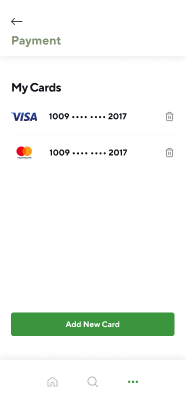 Payment
My Cards
VISA 1009 •••• •••• 2017
1009 •••• •••• 2017
Add New Card